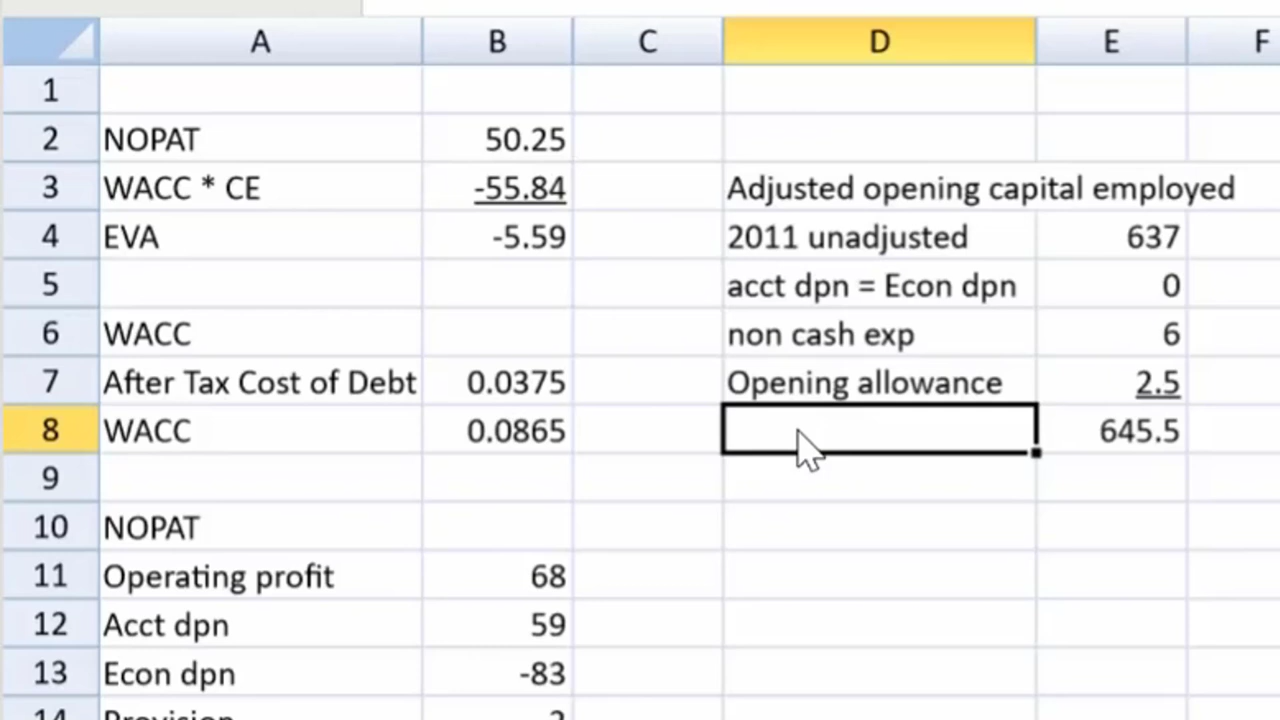 A B C D E F
1
2 NOPAT 50.25
3 WACC * CE -55.84 Adjusted opening capital employed
4 EVA -5.59 2011 unadjusted 637
5 acct dpn = Econ dpn 0
6 WACC non cash exp 6
7 After Tax Cost of Debt 0.0375 Opening allowance 2.5
8 WACC 0.0865 645.5
9
10 NOPAT
11 Operating profit 68
12 Acct dpn 59
13 Econ dpn -83
14 Provision 2